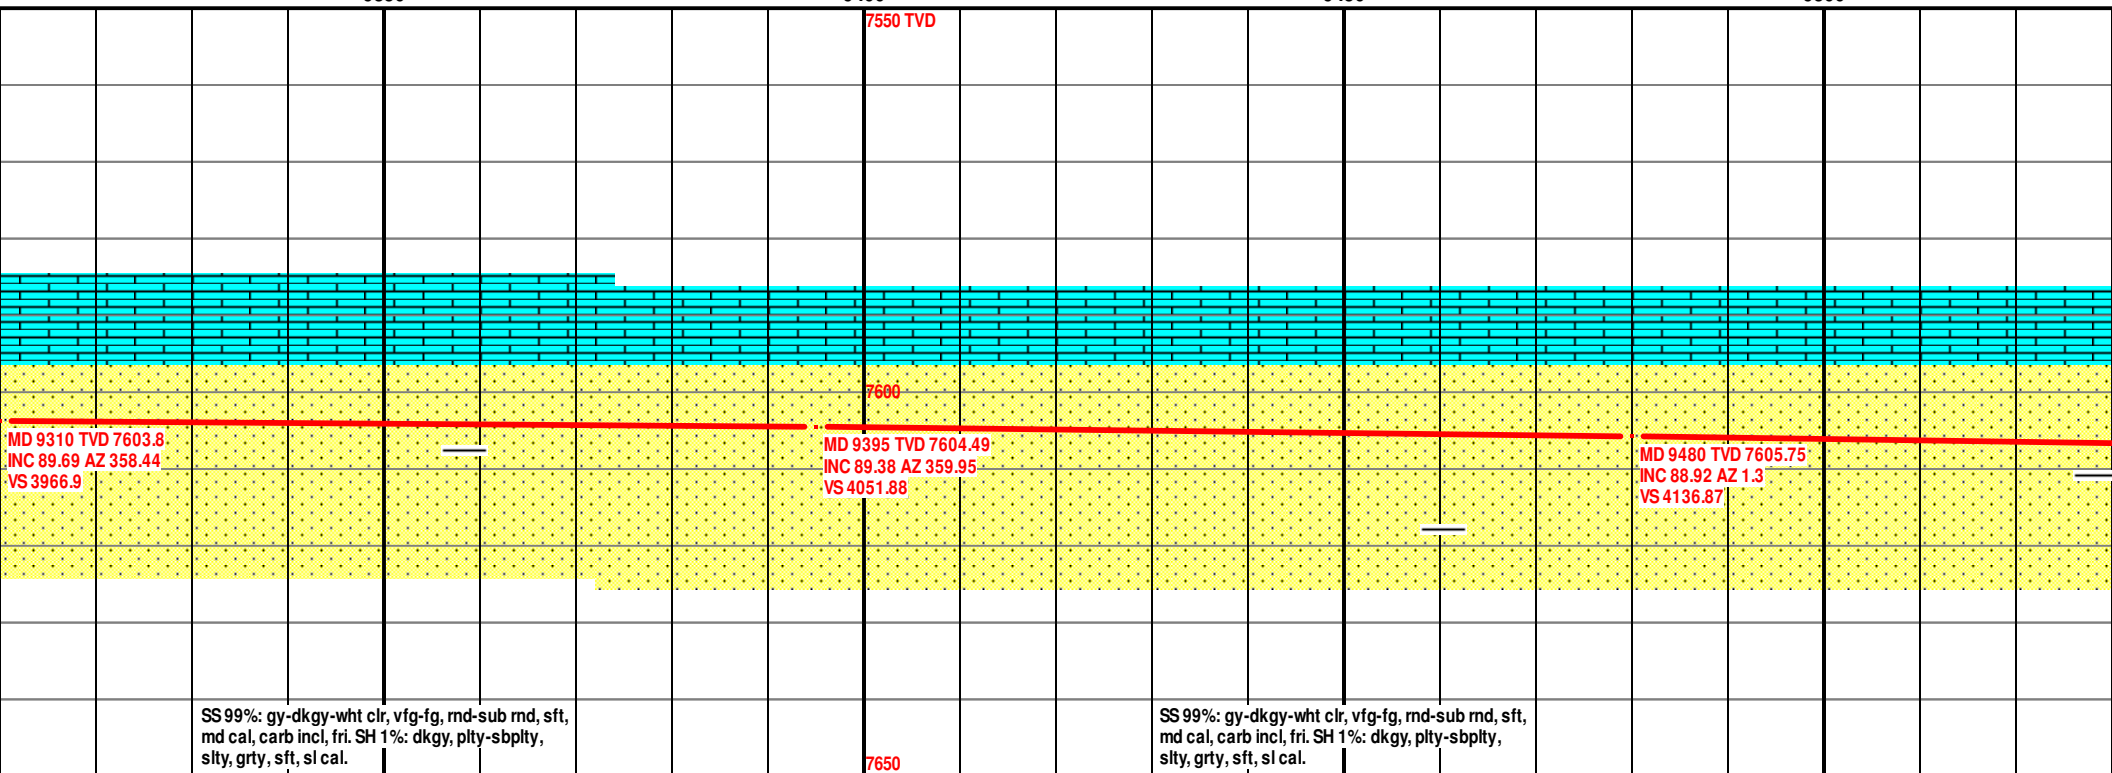 7550 TVD
7600
MD 9310 TVD 7603.8
INC 89.69 AZ 358.44
VS 3966.9
MD 9395 TVD 7604.49
INC 89.38 AZ 359.95
VS 4051.88
MD 9480 TVD 7605.75
INC 88.92 AZ 1.3
VS 4136.87
SS 99%: gy-dkgy-wht clr, vfg-fg, rnd-sub rnd, sft,
md cal, carb incl, fri. SH 1%: dkgy, plty-sbplty,
slty, grty, sft, sl cal.
SS 99%: gy-dkgy-wht clr, vfg-fg, rnd-sub rnd, sft,
md cal, carb incl, fri. SH 1%: dkgy, plty-sbplty,
slty, grty, sft, sl cal.
7650